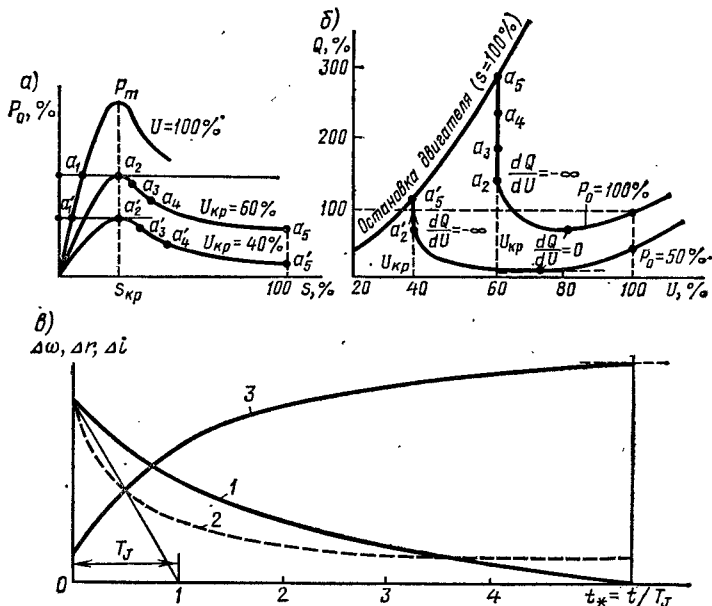 а)
P₀, %
Pm
U=100%
a₁
a₂
a₃
a₄
a₁'
a₂'
a₃'
a₄'
Uкр=60%
Uкр=40%
a₅
a₅'
Sкр
100 S, %
б)
Q, %
300
200
100
Остановка двигателя (s=100%)
a₅
a₄
a₃
a₂
dQ/dU=-∞
P₀=100%
a₅'
a₂'
dQ/dU=-∞
Uкр
Uкр
dQ/dU=0
P₀=50%
20 40 60 80 100 U, %
в)
Δω, Δr, Δi
3
1
2
TJ
0 1 2 3 4 t*=t/TJ